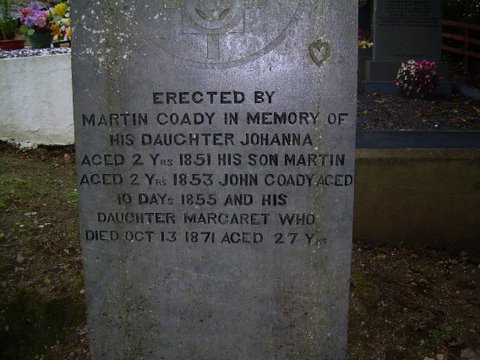 ERECTED BY
MARTIN COADY IN MEMORY OF
HIS DAUGHTER JOHANNA
AGED 2 YRS 1851 HIS SON MARTIN
AGED 2 YRS 1853 JOHN COADY AGED
10 DAYS 1855 AND HIS
DAUGHTER MARGARET WHO
DIED OCT 13 1871 AGED 27 YRS